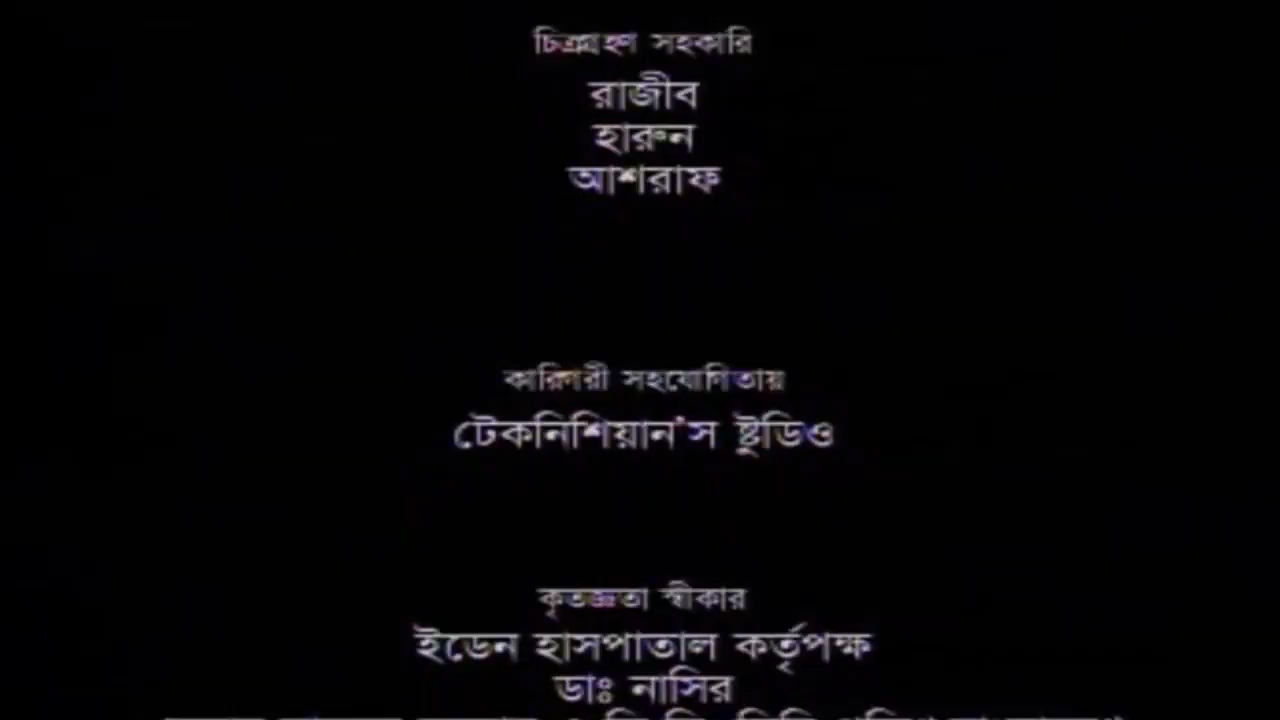 চিত্রগ্রহণ সহকারি
রাজীব
হারুন
আশরাফ
কারিগরী সহযোগিতায়
টেকনিশিয়ান'স ষ্টুডিও
কৃতজ্ঞতা স্বীকার
ইডেন হাসপাতাল কর্তৃপক্ষ
ডাঃ নাসির